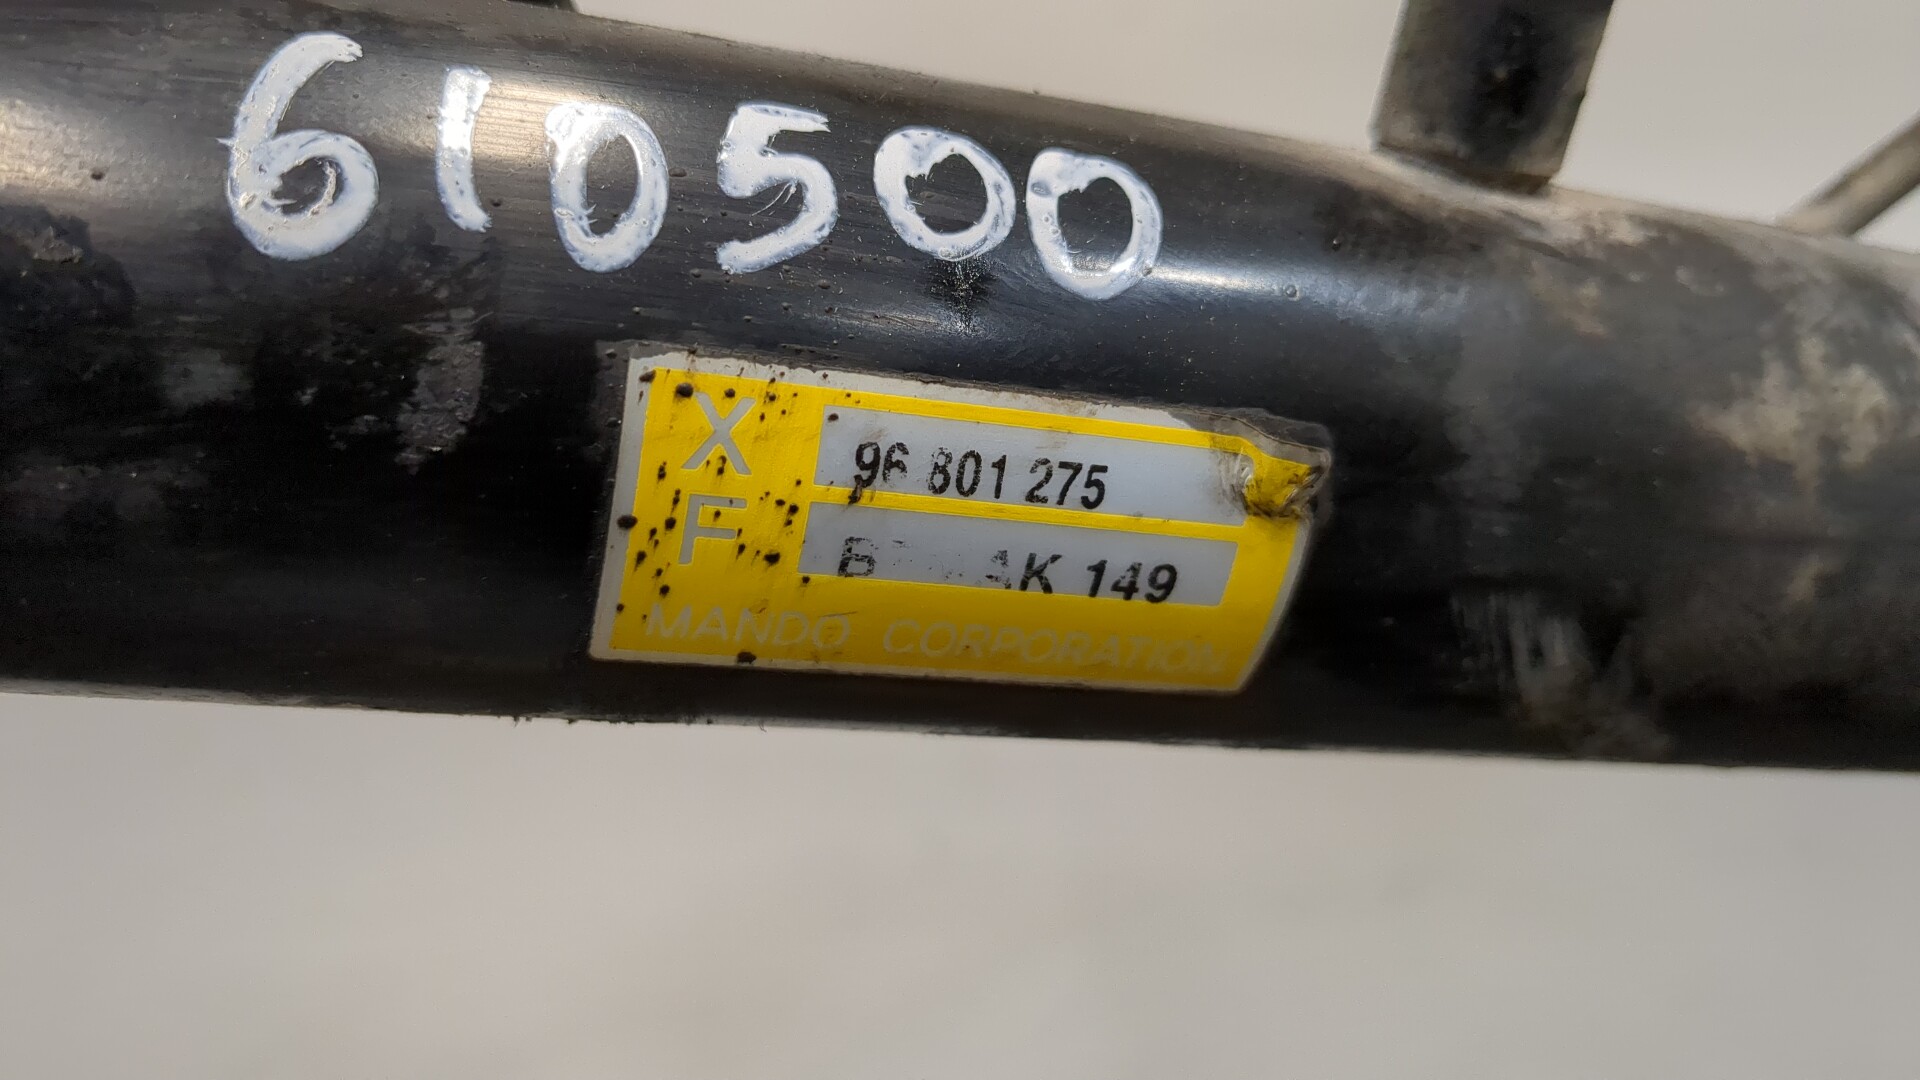 610500
X 96 801 275
F 149
MANDO CORPORATION